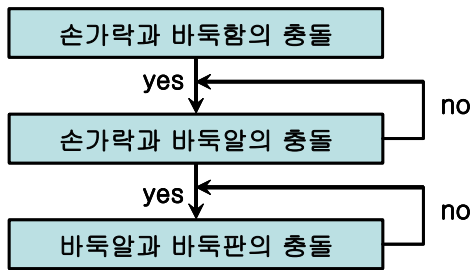 손가락과 바둑함의 충돌
yes
no
손가락과 바둑알의 충돌
yes
no
바둑알과 바둑판의 충돌